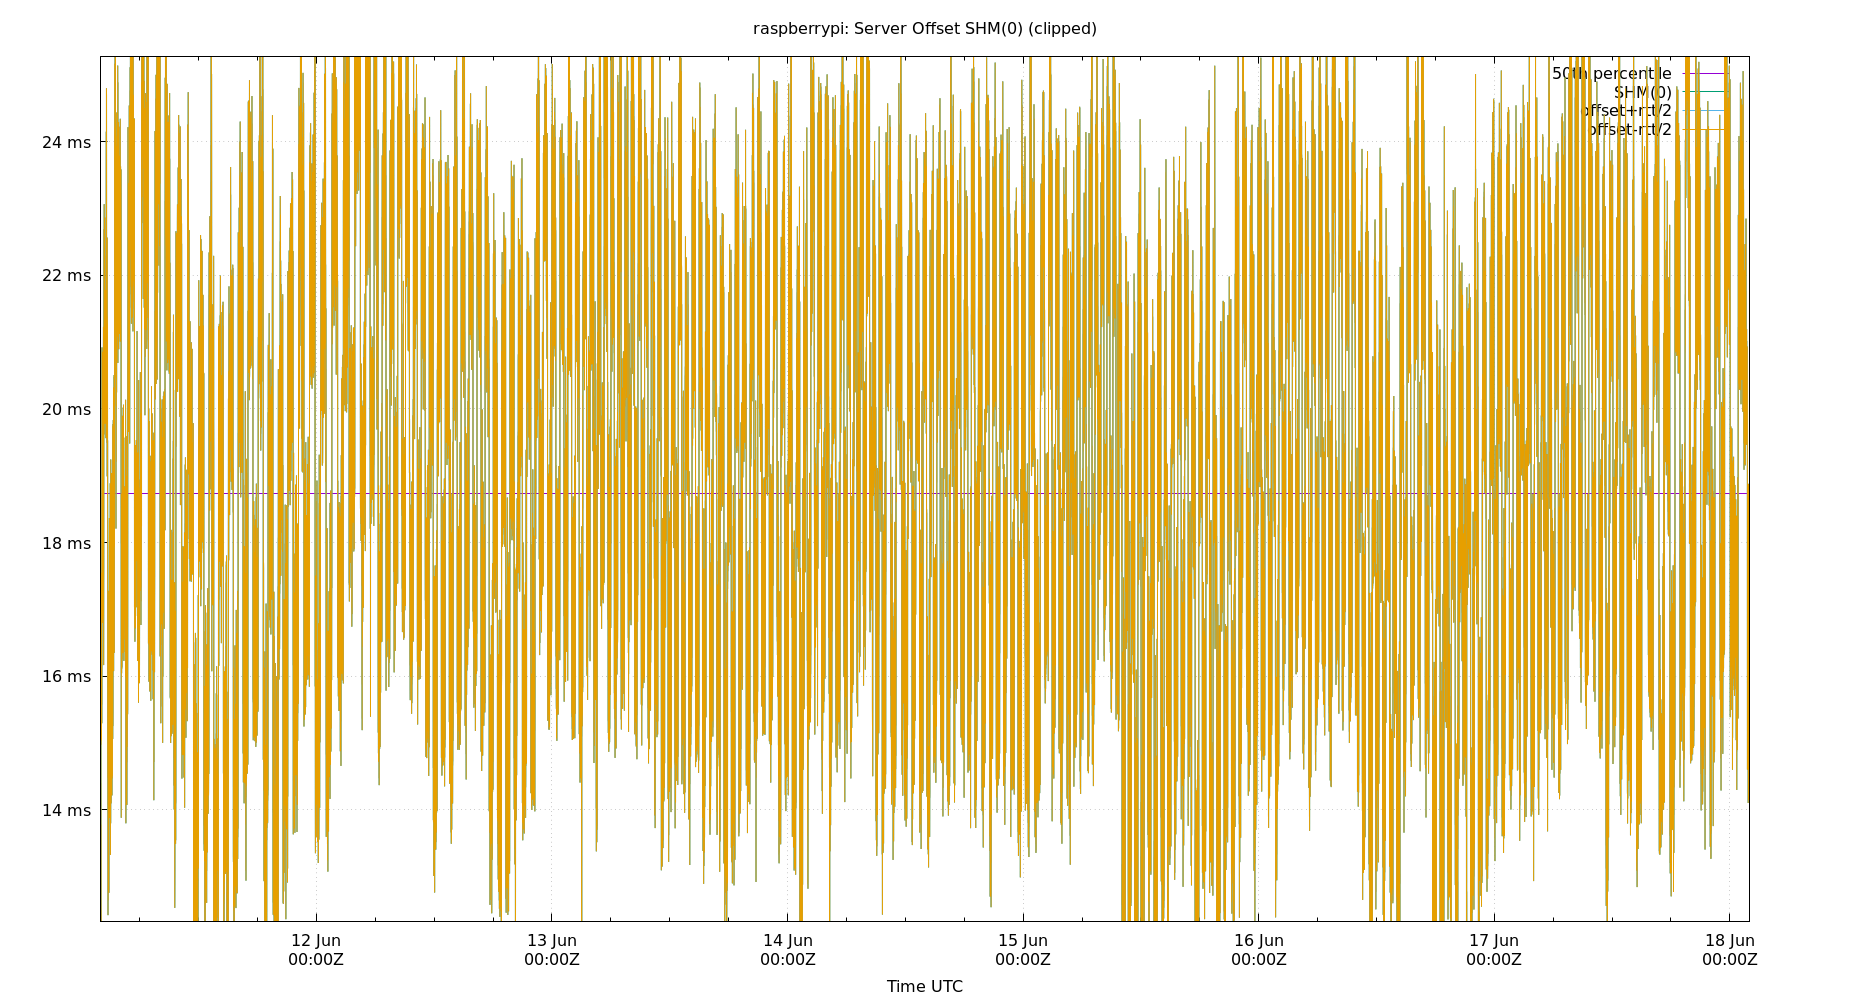 raspberrypi: Server Offset SHM(0) (clipped)
50th percentile
SHM(0)
offset+rtt/2
offset-rtt/2
24 ms
22 ms
20 ms
18 ms
16 ms
14 ms
12 Jun
00:00Z
13 Jun
00:00Z
14 Jun
00:00Z
15 Jun
00:00Z
16 Jun
00:00Z
17 Jun
00:00Z
18 Jun
00:00Z
Time UTC